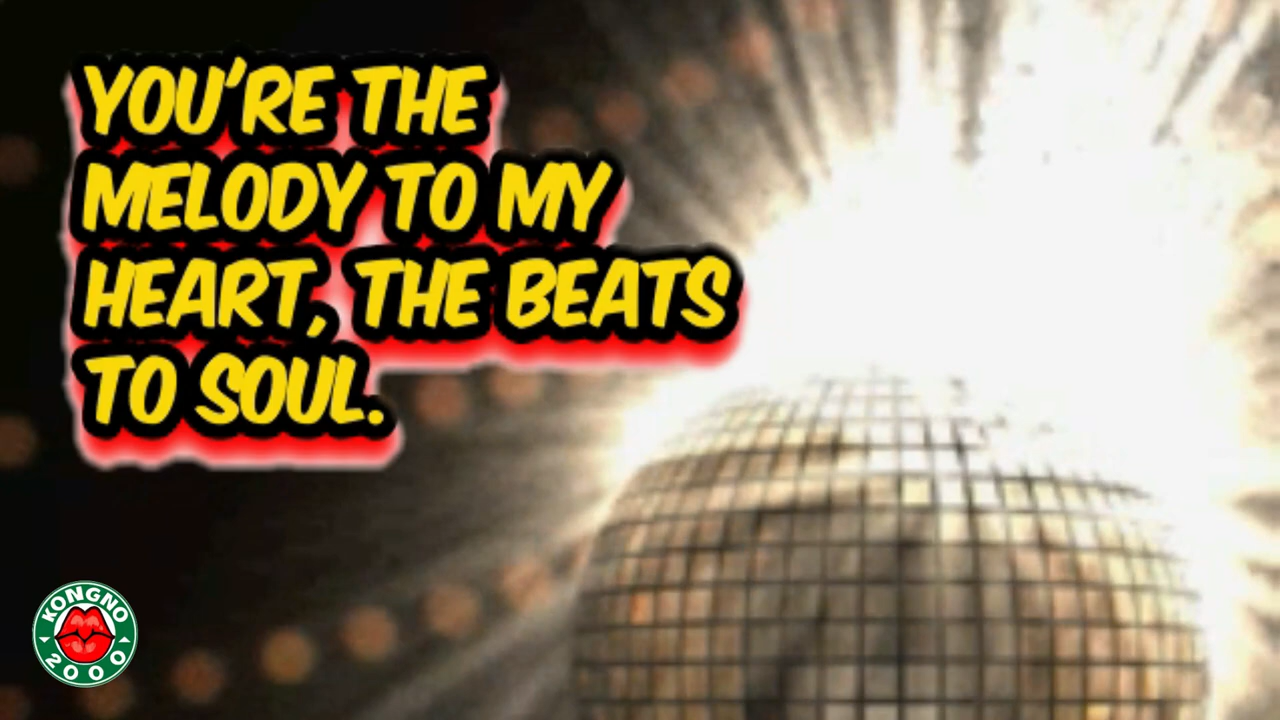 YOU'RE THE
MELODY TO MY
HEART, THE BEATS
TO SOUL.
KONGNO
2000